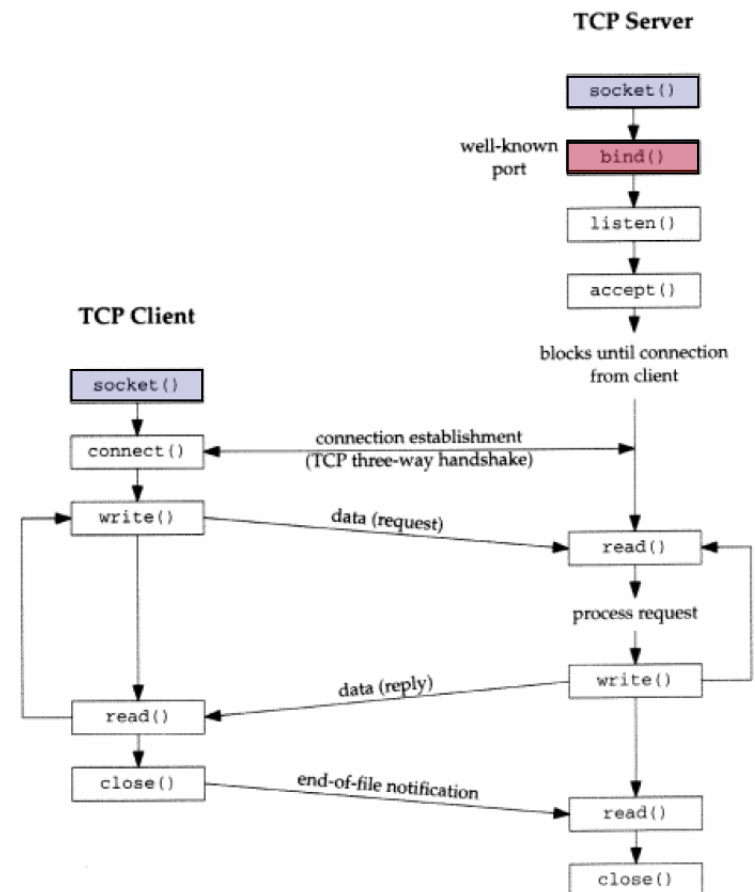 TCP Server
socket()
well-known
port
bind()
listen()
accept()
TCP Client
blocks until connection
from client
socket()
connection establishment
(TCP three-way handshake)
connect()
write()
data (request)
read()
process request
data (reply)
write()
read()
close()
end-of-file notification
read()
close()